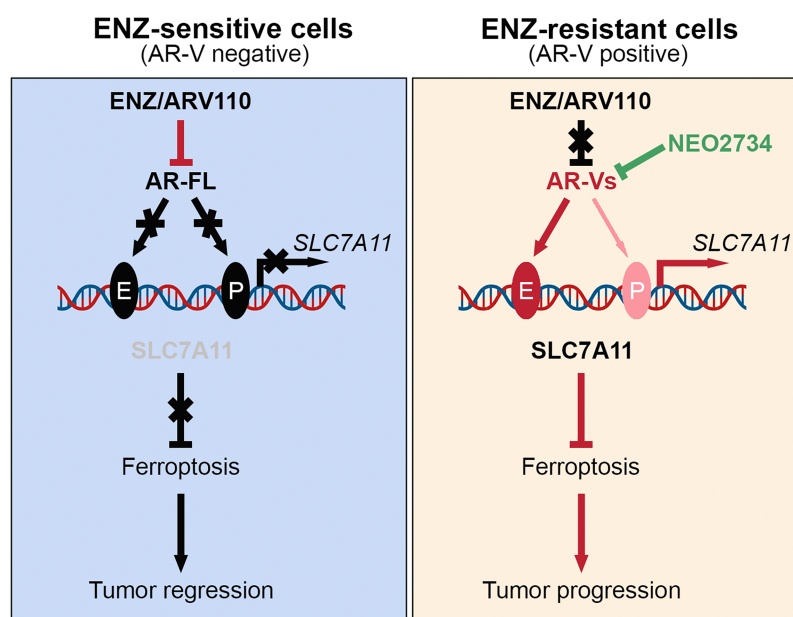 ENZ-sensitive cells
(AR-V negative)
ENZ/ARV110
AR-FL
SLC7A11
E
P
SLC7A11
Ferroptosis
Tumor regression
ENZ-resistant cells
(AR-V positive)
ENZ/ARV110
NEO2734
AR-Vs
SLC7A11
E
P
SLC7A11
Ferroptosis
Tumor progression